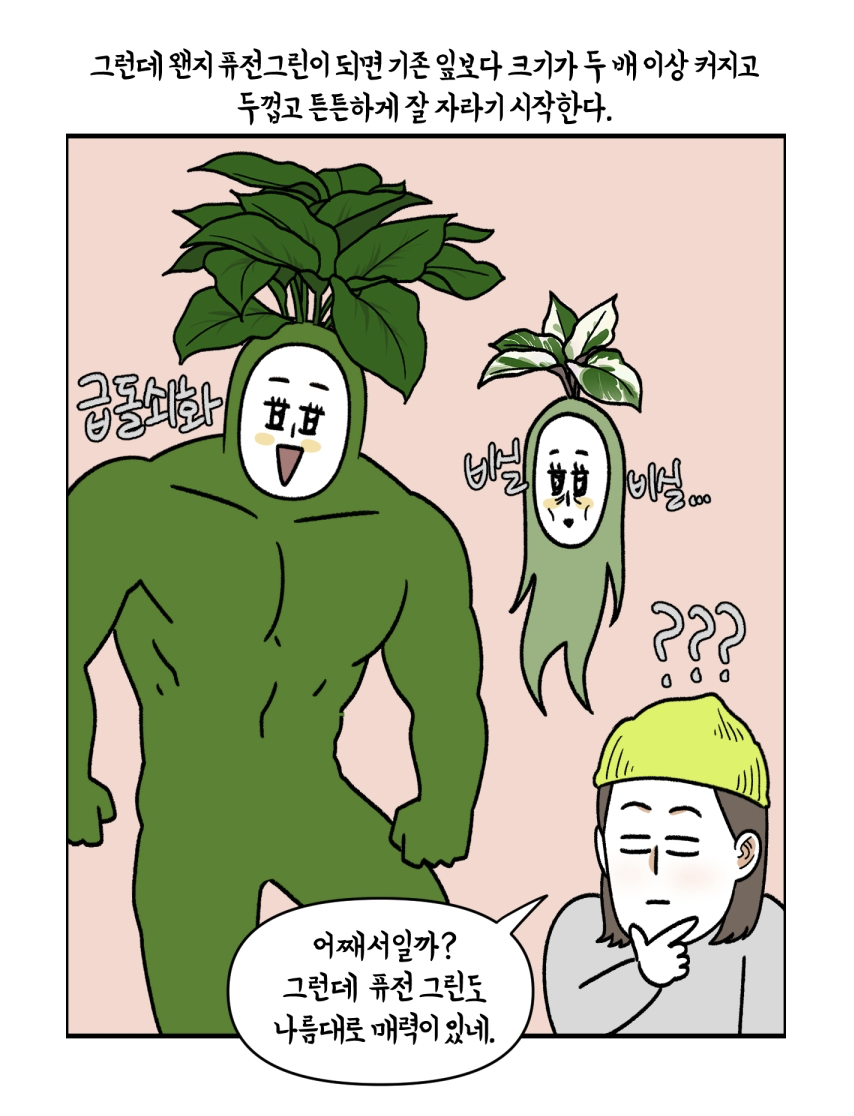 그런데 왠지 퓨전그린이 되면 기존 잎보다 크기가 두 배 이상 커지고
두껍고 튼튼하게 잘 자라기 시작한다.
급돌쇠화
비실
비실...
???
어째서일까?
그런데 퓨전 그린도
나름대로 매력이 있네.